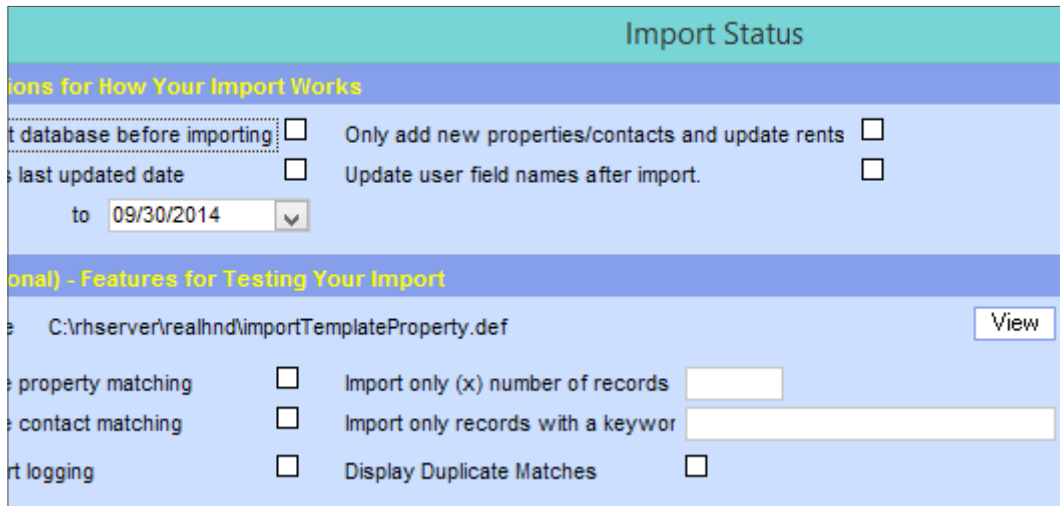 Import Status
ions for How Your Import Works
t database before importing Only add new properties/contacts and update rents
s last updated date Update user field names after import.
to 09/30/2014
onal) - Features for Testing Your Import
e C:\rhserver\realhnd\importTemplateProperty.def View
e property matching Import only (x) number of records
e contact matching Import only records with a keywor
rt logging Display Duplicate Matches